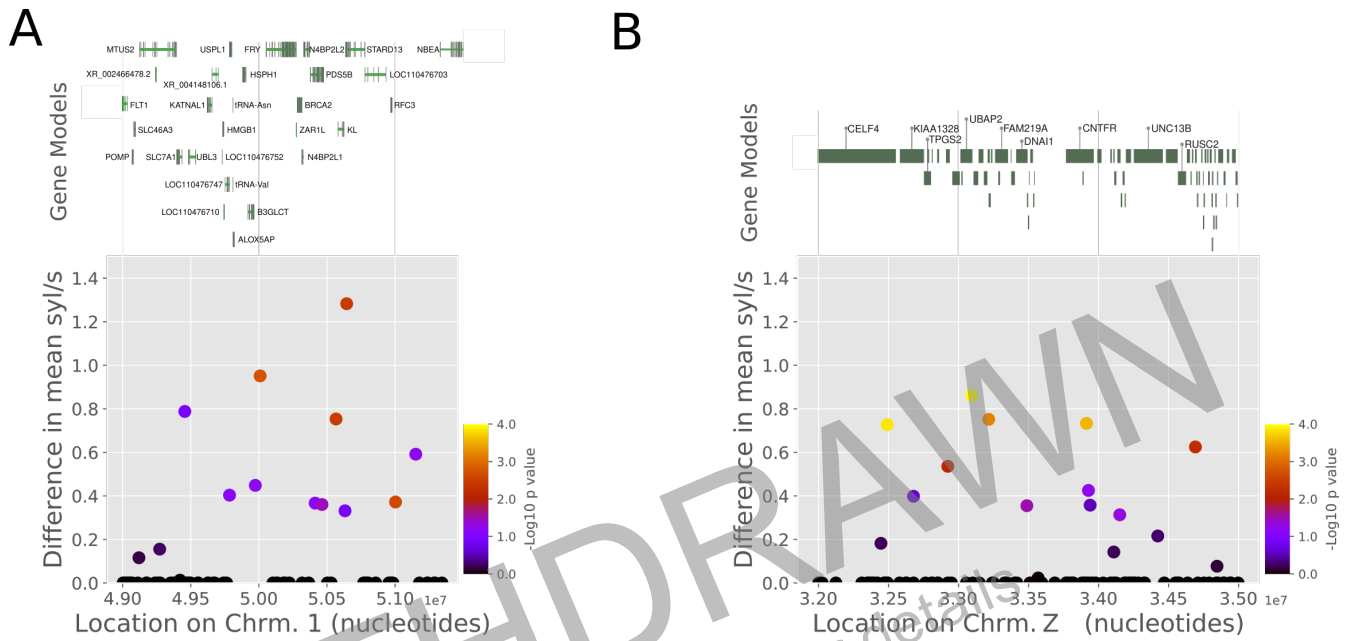 A
MTUS2 USPL1 FRY N4BP2L2 STARD13 NBEA
XR_002466478.2 XR_004148106.1 HSPH1 PDS5B LOC110476703
FLT1 KATNAL1 tRNA-Asn BRCA2 RFC3
SLC46A3 HMGB1 ZAR1L KL
POMP SLC7A1 UBL3 LOC110476752 N4BP2L1
LOC110476747 tRNA-Val
LOC110476710 B3GLCT
ALOX5AP
Gene Models
Difference in mean syl/s
1.4
1.2
1.0
0.8
0.6
0.4
0.2
0.0
4.90 4.95 5.00 5.05 5.10 1e7
Location on Chrm. 1 (nucleotides)
4.0
3.0
2.0
1.0
0.0
-Log10 p value
B
UBAP2
CELF4 KIAA1328 FAM219A CNTFR UNC13B
TPGS2 DNAI1 RUSC2
Gene Models
Difference in mean syl/s
1.4
1.2
1.0
0.8
0.6
0.4
0.2
0.0
3.20 3.25 3.30 3.35 3.40 3.45 3.50 1e7
Location on Chrm. Z (nucleotides)
4.0
3.0
2.0
1.0
0.0
-Log10 p value
THDRAWN
details